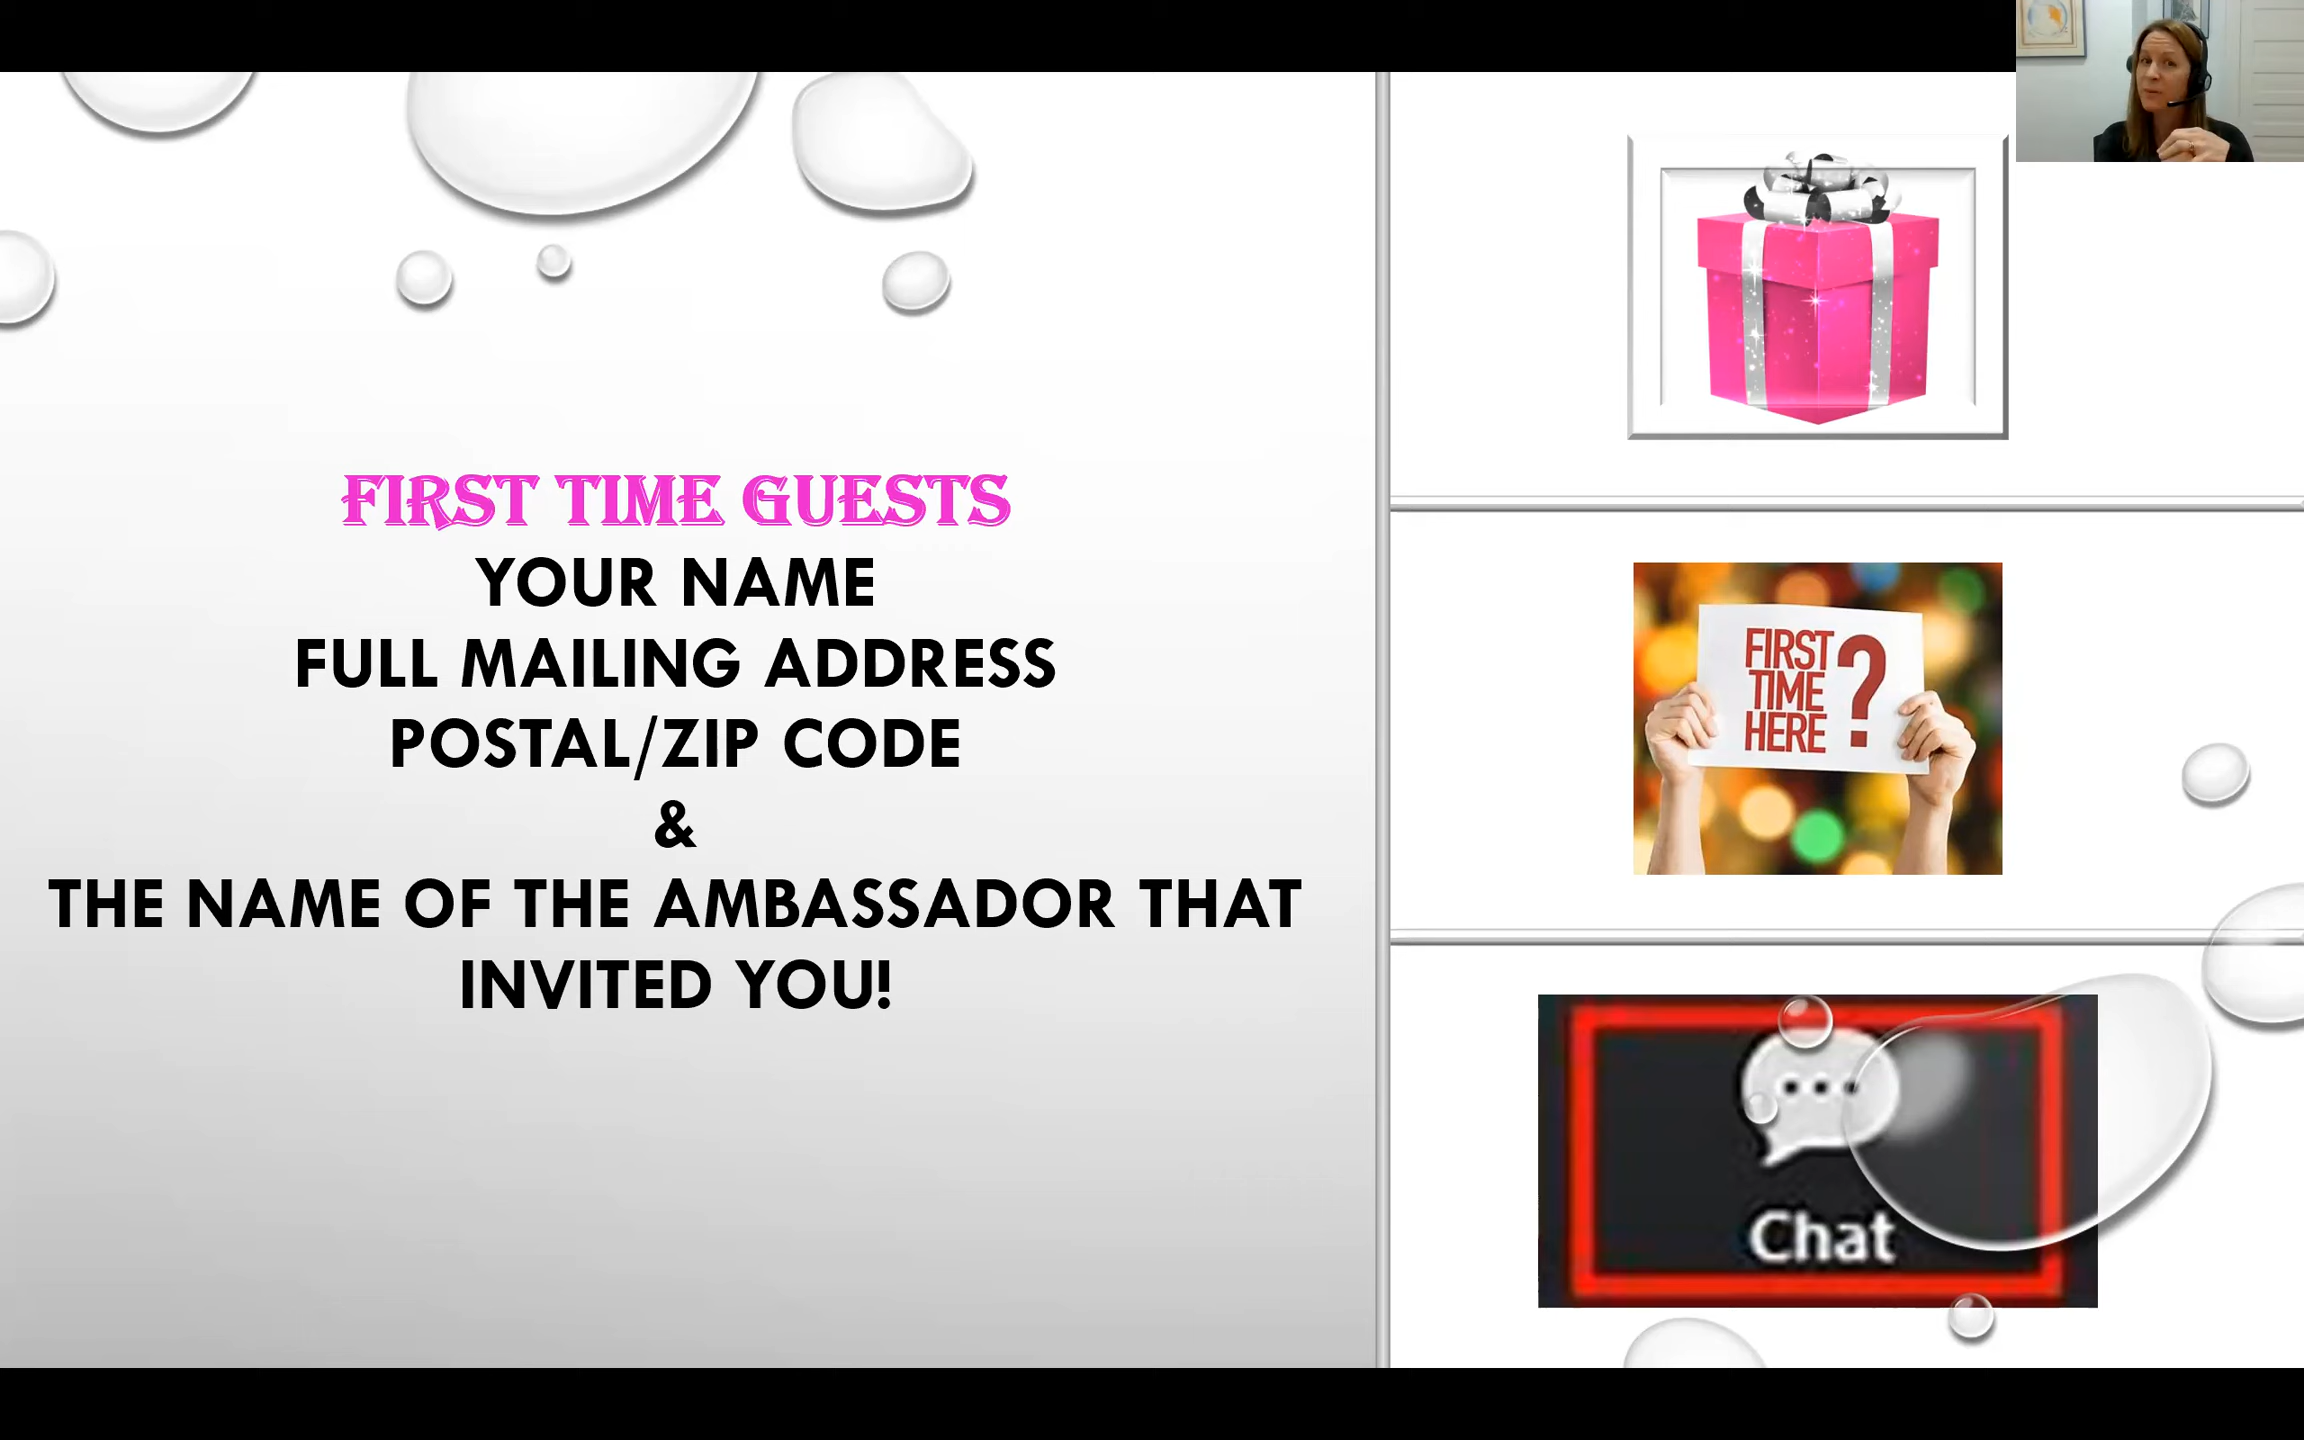 FIRST TIME GUESTS
YOUR NAME
FULL MAILING ADDRESS
POSTAL/ZIP CODE
&
THE NAME OF THE AMBASSADOR THAT
INVITED YOU!
FIRST
TIME
HERE ?
Chat